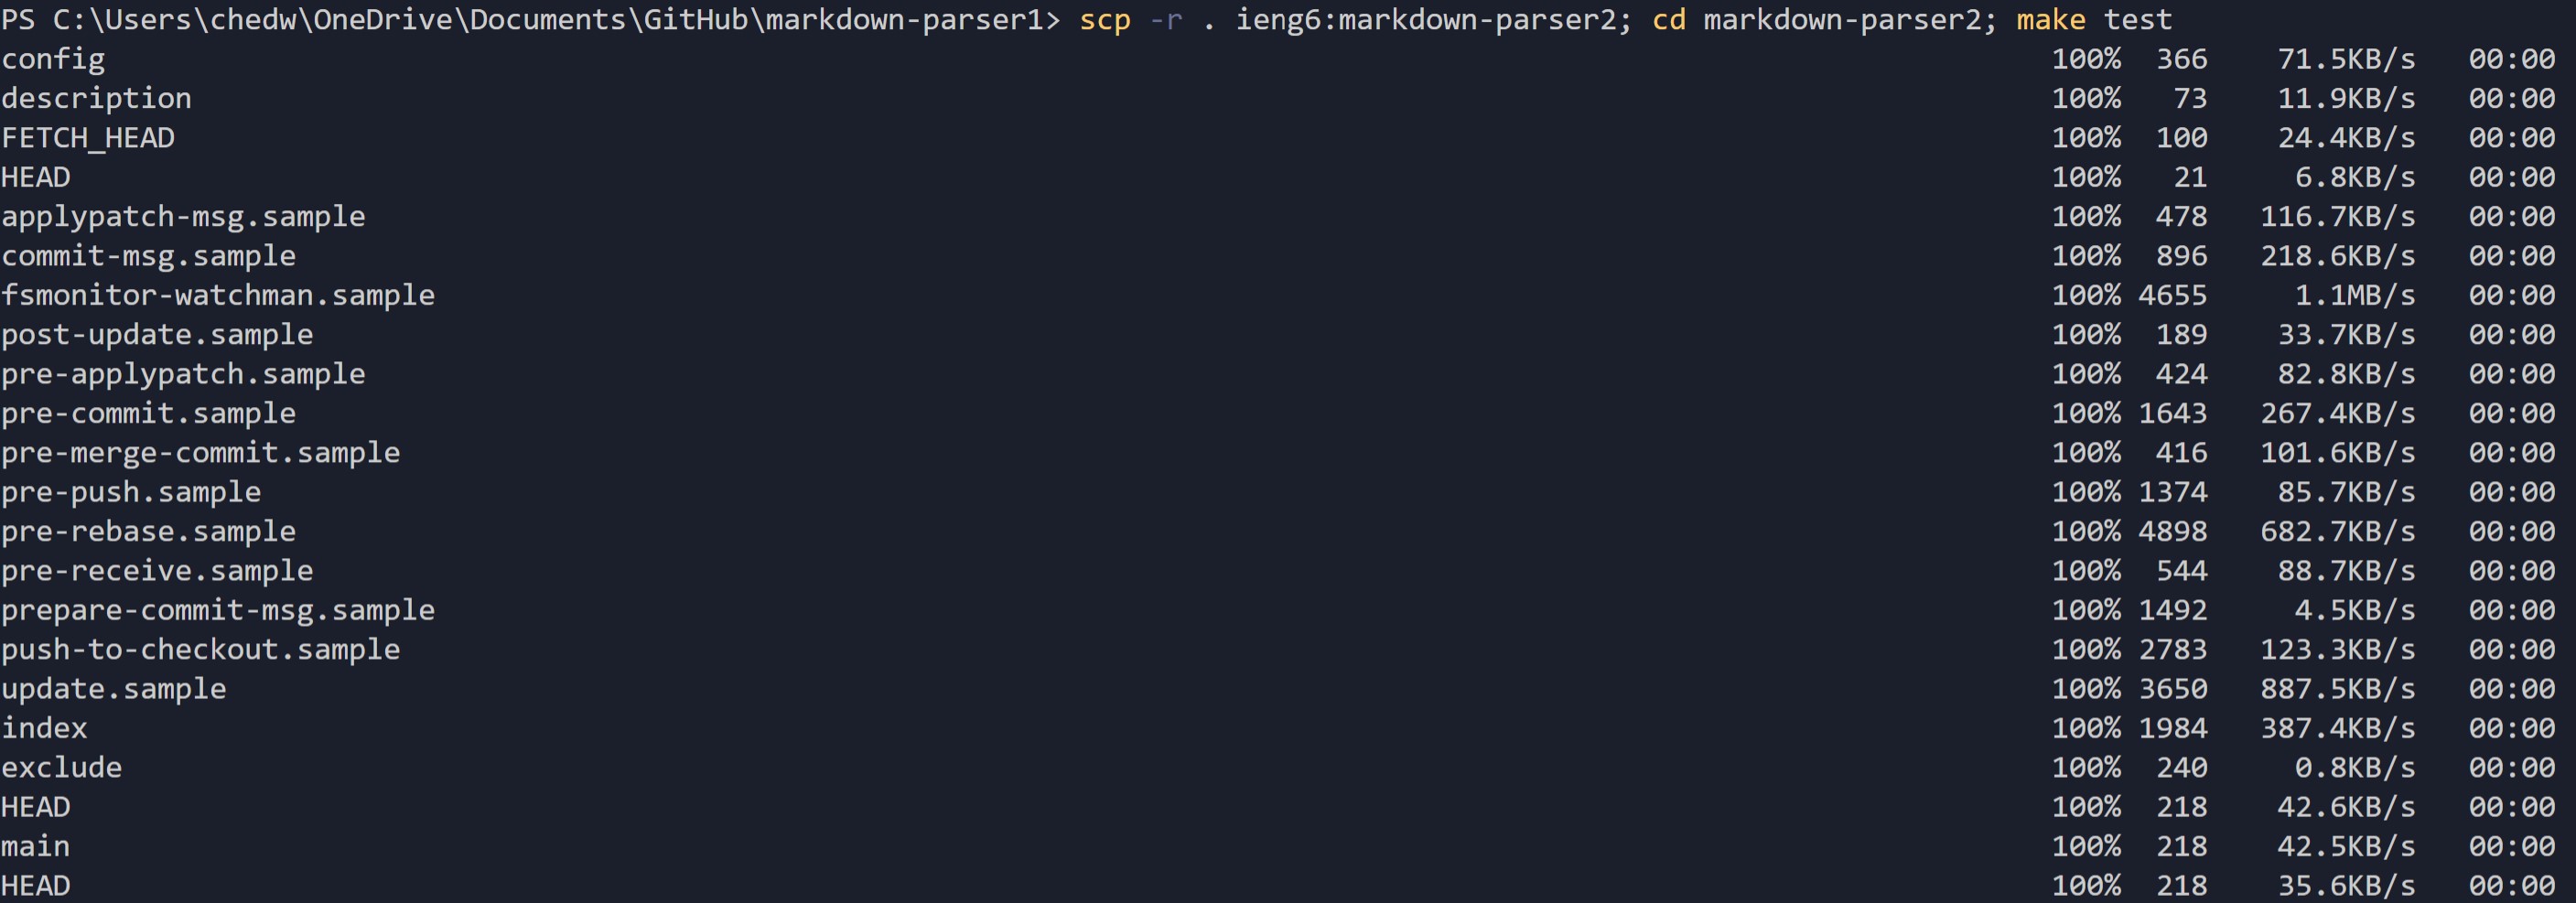 PS C:\Users\chedw\OneDrive\Documents\GitHub\markdown-parser1> scp -r . ieng6:markdown-parser2; cd markdown-parser2; make test
config 100% 366 71.5KB/s 00:00
description 100% 73 11.9KB/s 00:00
FETCH_HEAD 100% 100 24.4KB/s 00:00
HEAD 100% 21 6.8KB/s 00:00
applypatch-msg.sample 100% 478 116.7KB/s 00:00
commit-msg.sample 100% 896 218.6KB/s 00:00
fsmonitor-watchman.sample 100% 4655 1.1MB/s 00:00
post-update.sample 100% 189 33.7KB/s 00:00
pre-applypatch.sample 100% 424 82.8KB/s 00:00
pre-commit.sample 100% 1643 267.4KB/s 00:00
pre-merge-commit.sample 100% 416 101.6KB/s 00:00
pre-push.sample 100% 1374 85.7KB/s 00:00
pre-rebase.sample 100% 4898 682.7KB/s 00:00
pre-receive.sample 100% 544 88.7KB/s 00:00
prepare-commit-msg.sample 100% 1492 4.5KB/s 00:00
push-to-checkout.sample 100% 2783 123.3KB/s 00:00
update.sample 100% 3650 887.5KB/s 00:00
index 100% 1984 387.4KB/s 00:00
exclude 100% 240 0.8KB/s 00:00
HEAD 100% 218 42.6KB/s 00:00
main 100% 218 42.5KB/s 00:00
HEAD 100% 218 35.6KB/s 00:00